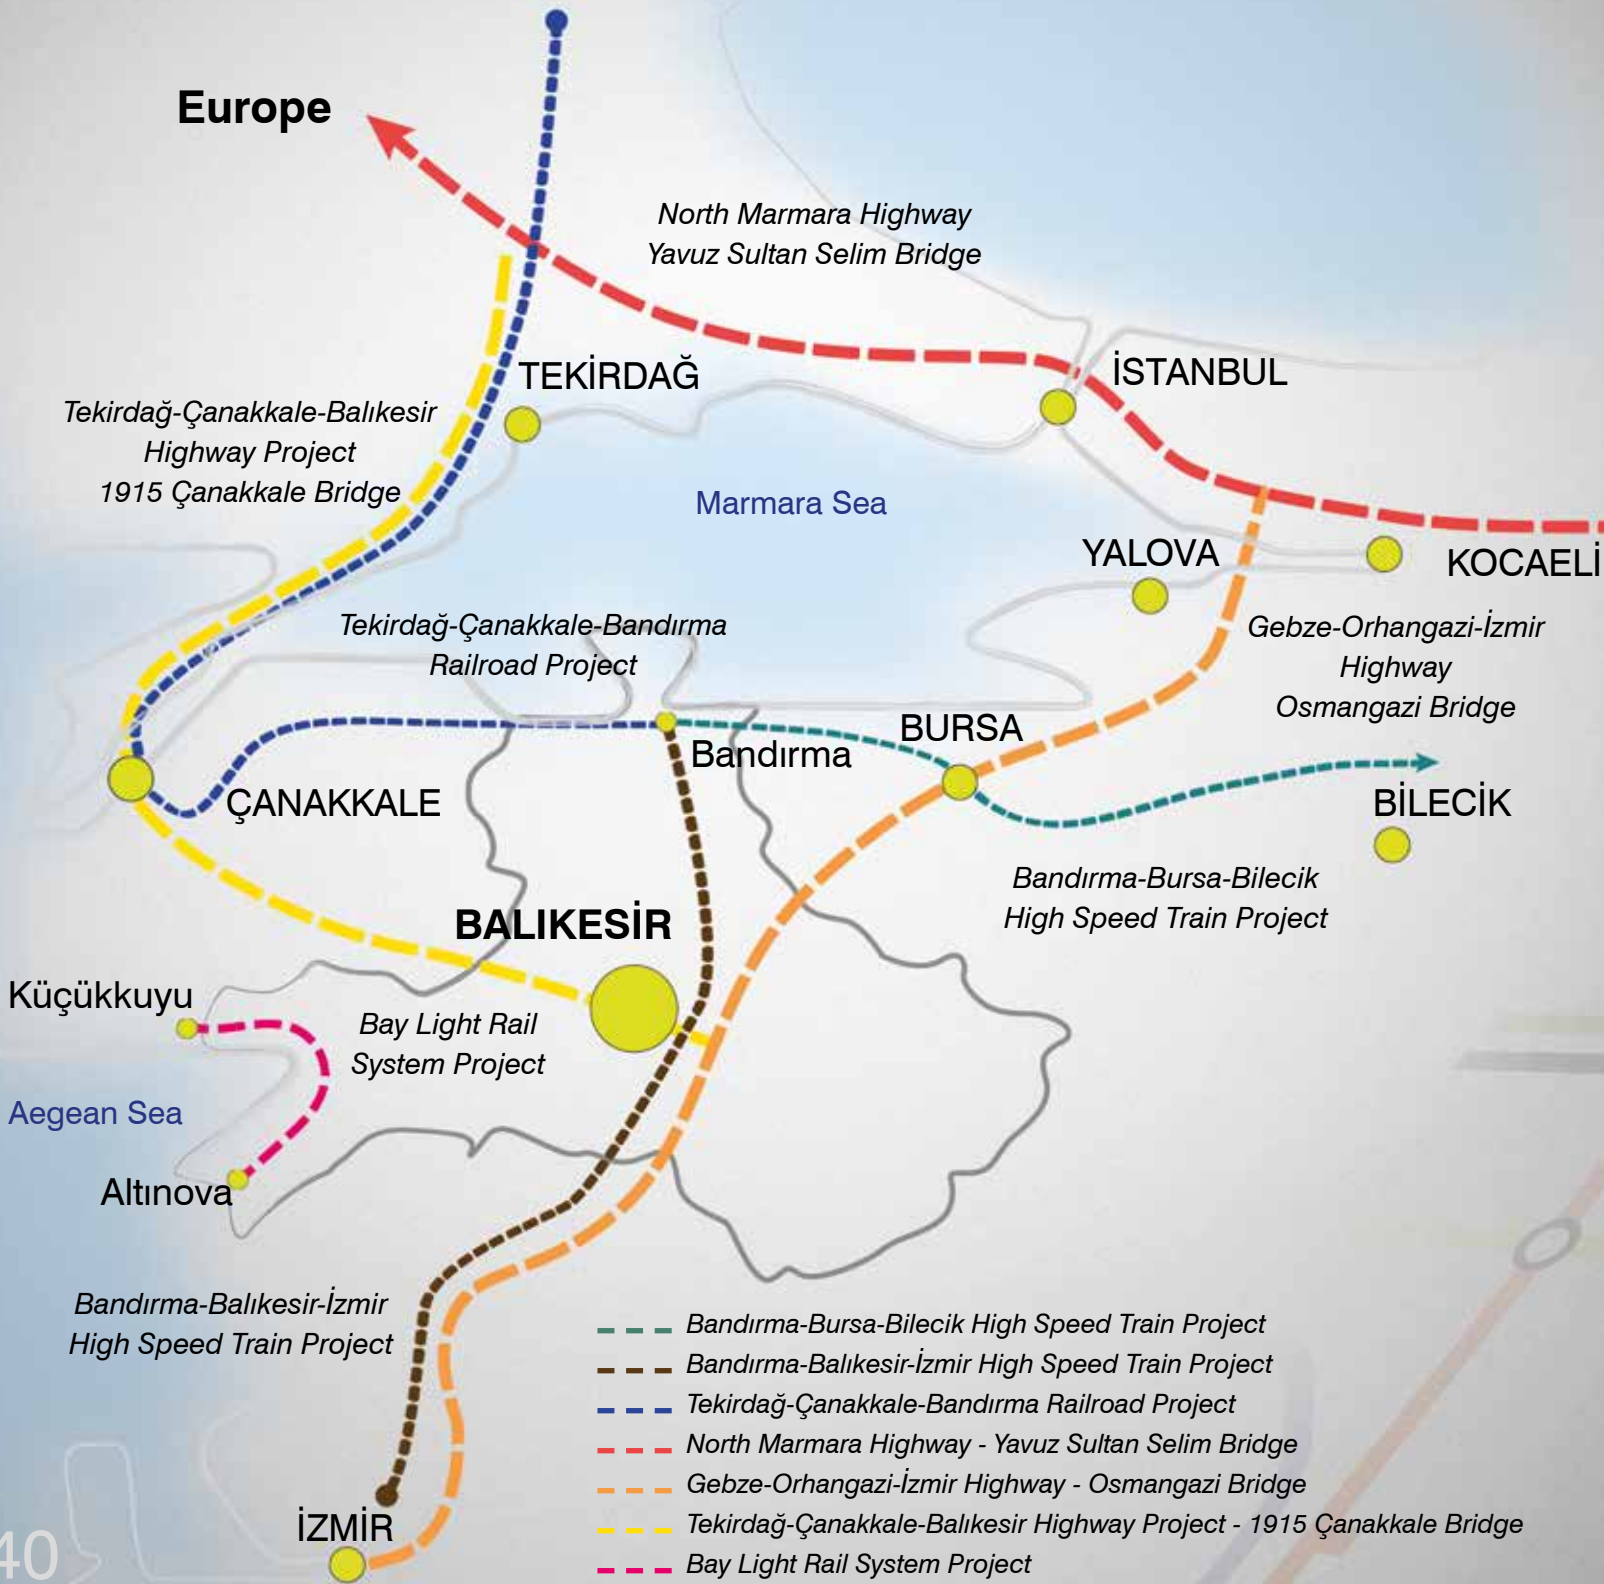 Europe
North Marmara Highway
Yavuz Sultan Selim Bridge
TEKİRDAĞ
İSTANBUL
Tekirdağ-Çanakkale-Balıkesir
Highway Project
1915 Çanakkale Bridge
Marmara Sea
YALOVA
KOCAELİ
Tekirdağ-Çanakkale-Bandırma
Railroad Project
Gebze-Orhangazi-İzmir
Highway
Osmangazi Bridge
BURSA
Bandırma
ÇANAKKALE
BİLECİK
Bandırma-Bursa-Bilecik
High Speed Train Project
BALIKESİR
Küçükkuyu
Bay Light Rail
System Project
Aegean Sea
Altınova
Bandırma-Balıkesir-İzmir
High Speed Train Project
İZMİR
Bandırma-Bursa-Bilecik High Speed Train Project
Bandırma-Balıkesir-İzmir High Speed Train Project
Tekirdağ-Çanakkale-Bandırma Railroad Project
North Marmara Highway - Yavuz Sultan Selim Bridge
Gebze-Orhangazi-İzmir Highway - Osmangazi Bridge
Tekirdağ-Çanakkale-Balıkesir Highway Project - 1915 Çanakkale Bridge
Bay Light Rail System Project
40